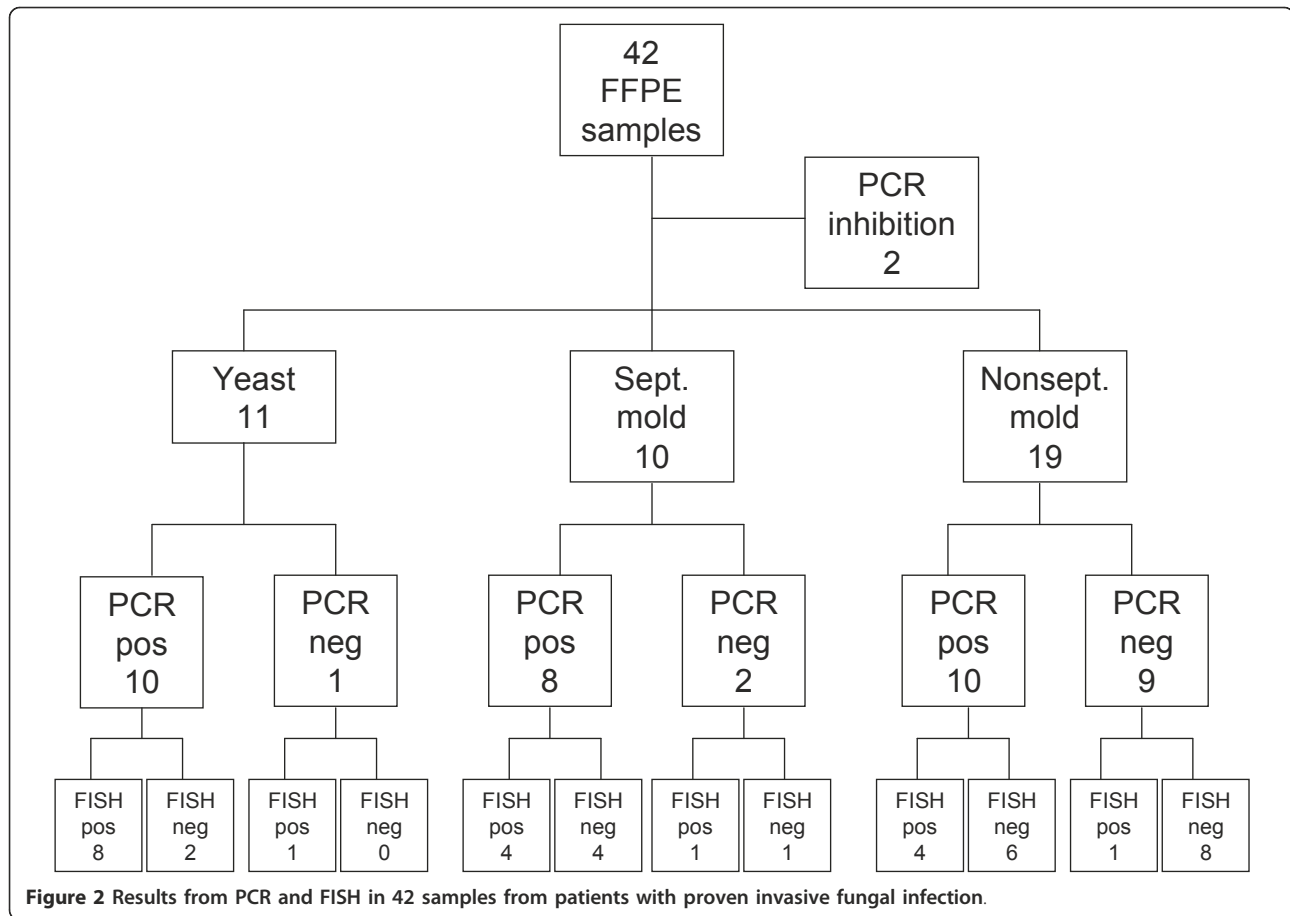 42
FFPE
samples
PCR
inhibition
2
Yeast
11
Sept.
mold
10
Nonsept.
mold
19
PCR
pos
10
PCR
neg
1
PCR
pos
8
PCR
neg
2
PCR
pos
10
PCR
neg
9
FISH
pos
8
FISH
neg
2
FISH
pos
1
FISH
neg
0
FISH
pos
4
FISH
neg
4
FISH
pos
1
FISH
neg
1
FISH
pos
4
FISH
neg
6
FISH
pos
1
FISH
neg
8
Figure 2 Results from PCR and FISH in 42 samples from patients with proven invasive fungal infection.